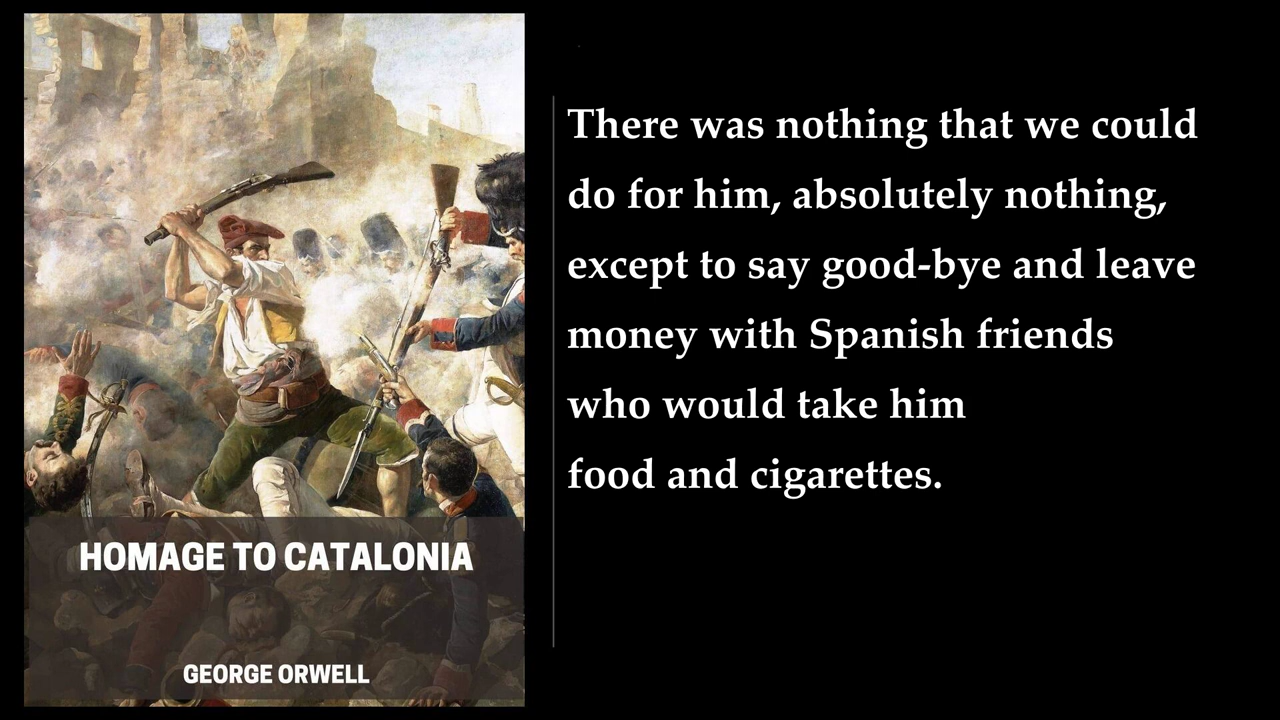 There was nothing that we could
do for him, absolutely nothing,
except to say good-bye and leave
money with Spanish friends
who would take him
food and cigarettes.
HOMAGE TO CATALONIA
GEORGE ORWELL